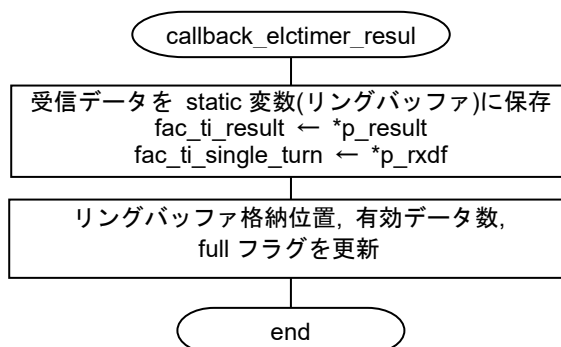 callback_elctimer_resul
受信データを static 変数(リングバッファ)に保存
fac_ti_result ← *p_result
fac_ti_single_turn ← *p_rxdf
リングバッファ格納位置, 有効データ数,
full フラグを更新
end